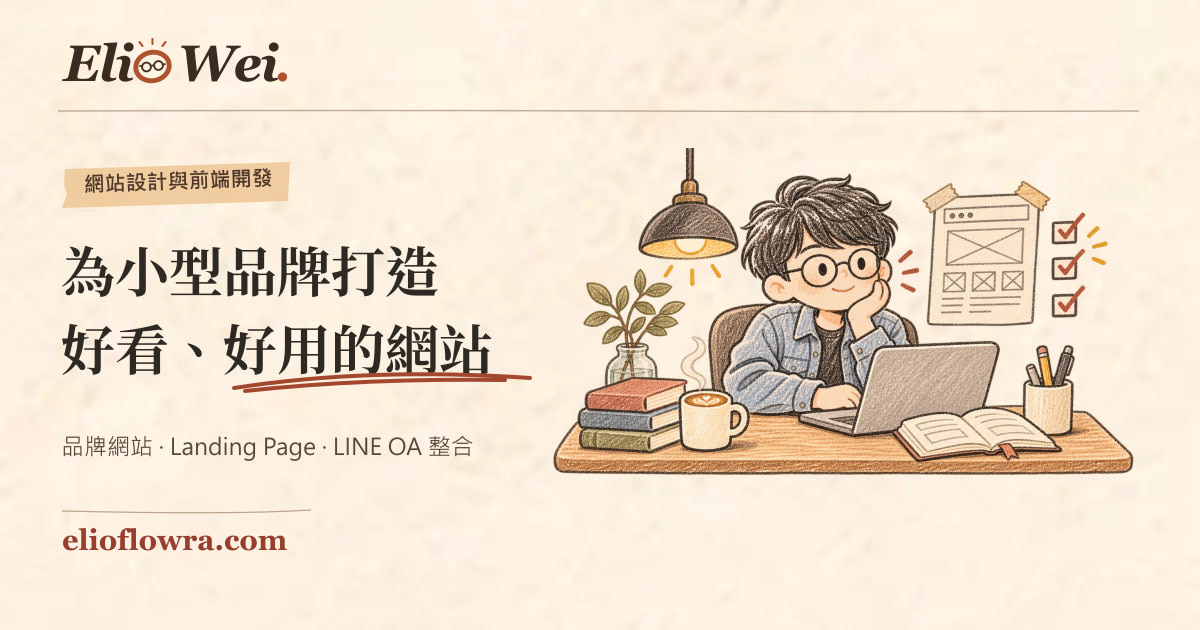 Elio Wei.
網站設計與前端開發
為小型品牌打造
好看、好用的網站
品牌網站 · Landing Page · LINE OA 整合
elioflowra.com